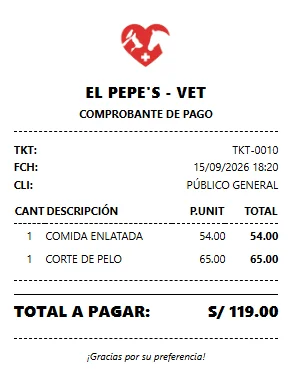 EL PEPE'S - VET
COMPROBANTE DE PAGO
TKT: TKT-0010
FCH: 15/09/2026 18:20
CLI: PÚBLICO GENERAL
CANT DESCRIPCIÓN P.UNIT TOTAL
1 COMIDA ENLATADA 54.00 54.00
1 CORTE DE PELO 65.00 65.00
TOTAL A PAGAR: S/ 119.00
¡Gracias por su preferencia!